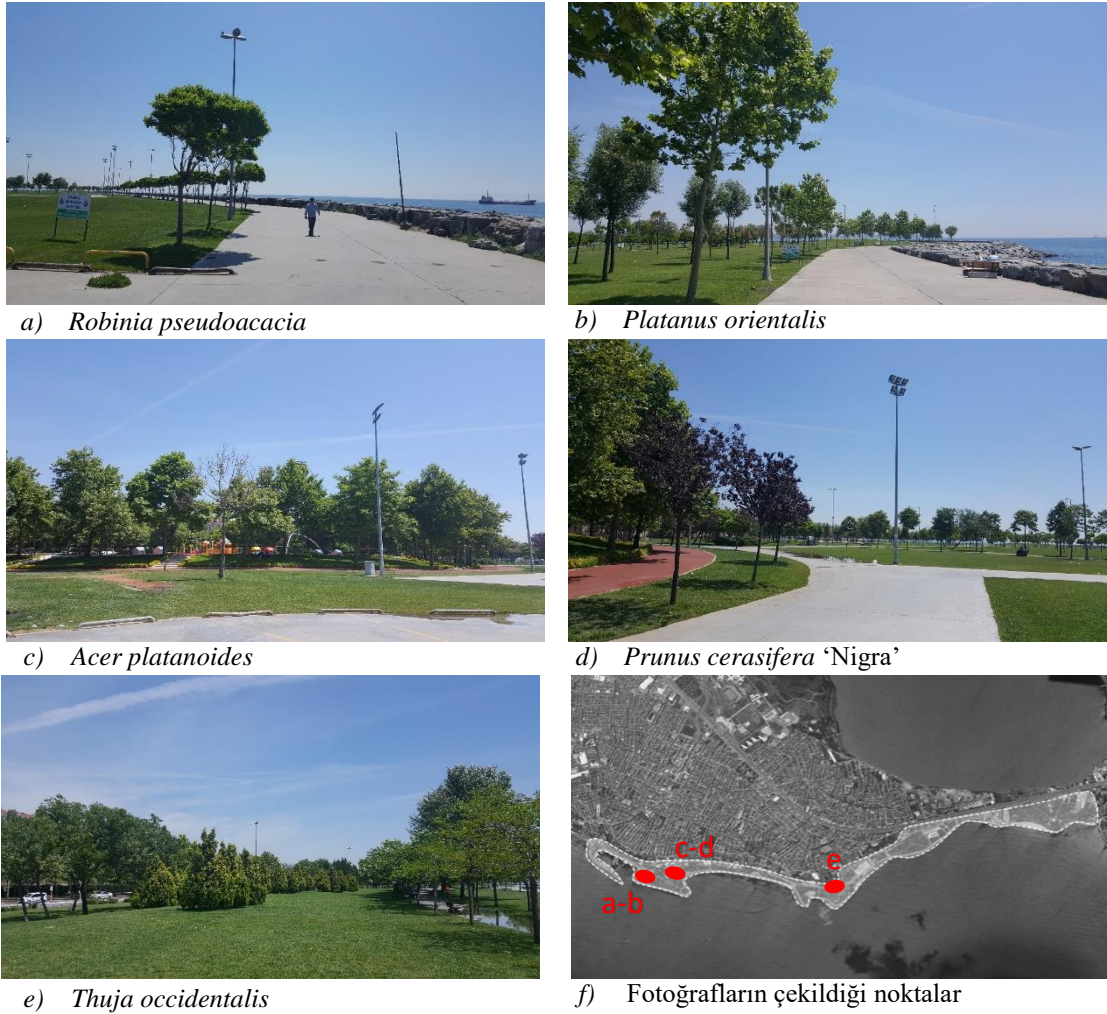 a) Robinia pseudoacacia
b) Platanus orientalis
c) Acer platanoides
d) Prunus cerasifera ‘Nigra’
c-d
e
a-b
e) Thuja occidentalis
f) Fotoğrafların çekildiği noktalar